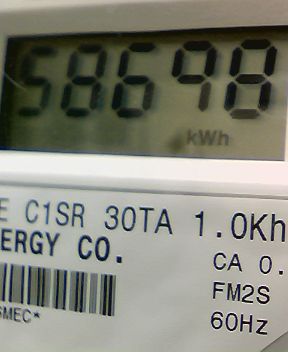 58698
kWh
E C1SR 30TA 1.0Kh
ERGY CO.
CA 0.
FM2S
60Hz
SMEC*